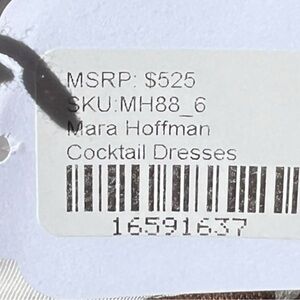 MSRP: $525
SKU:MH88_6
Mara Hoffman
Cocktail Dresses
16591637